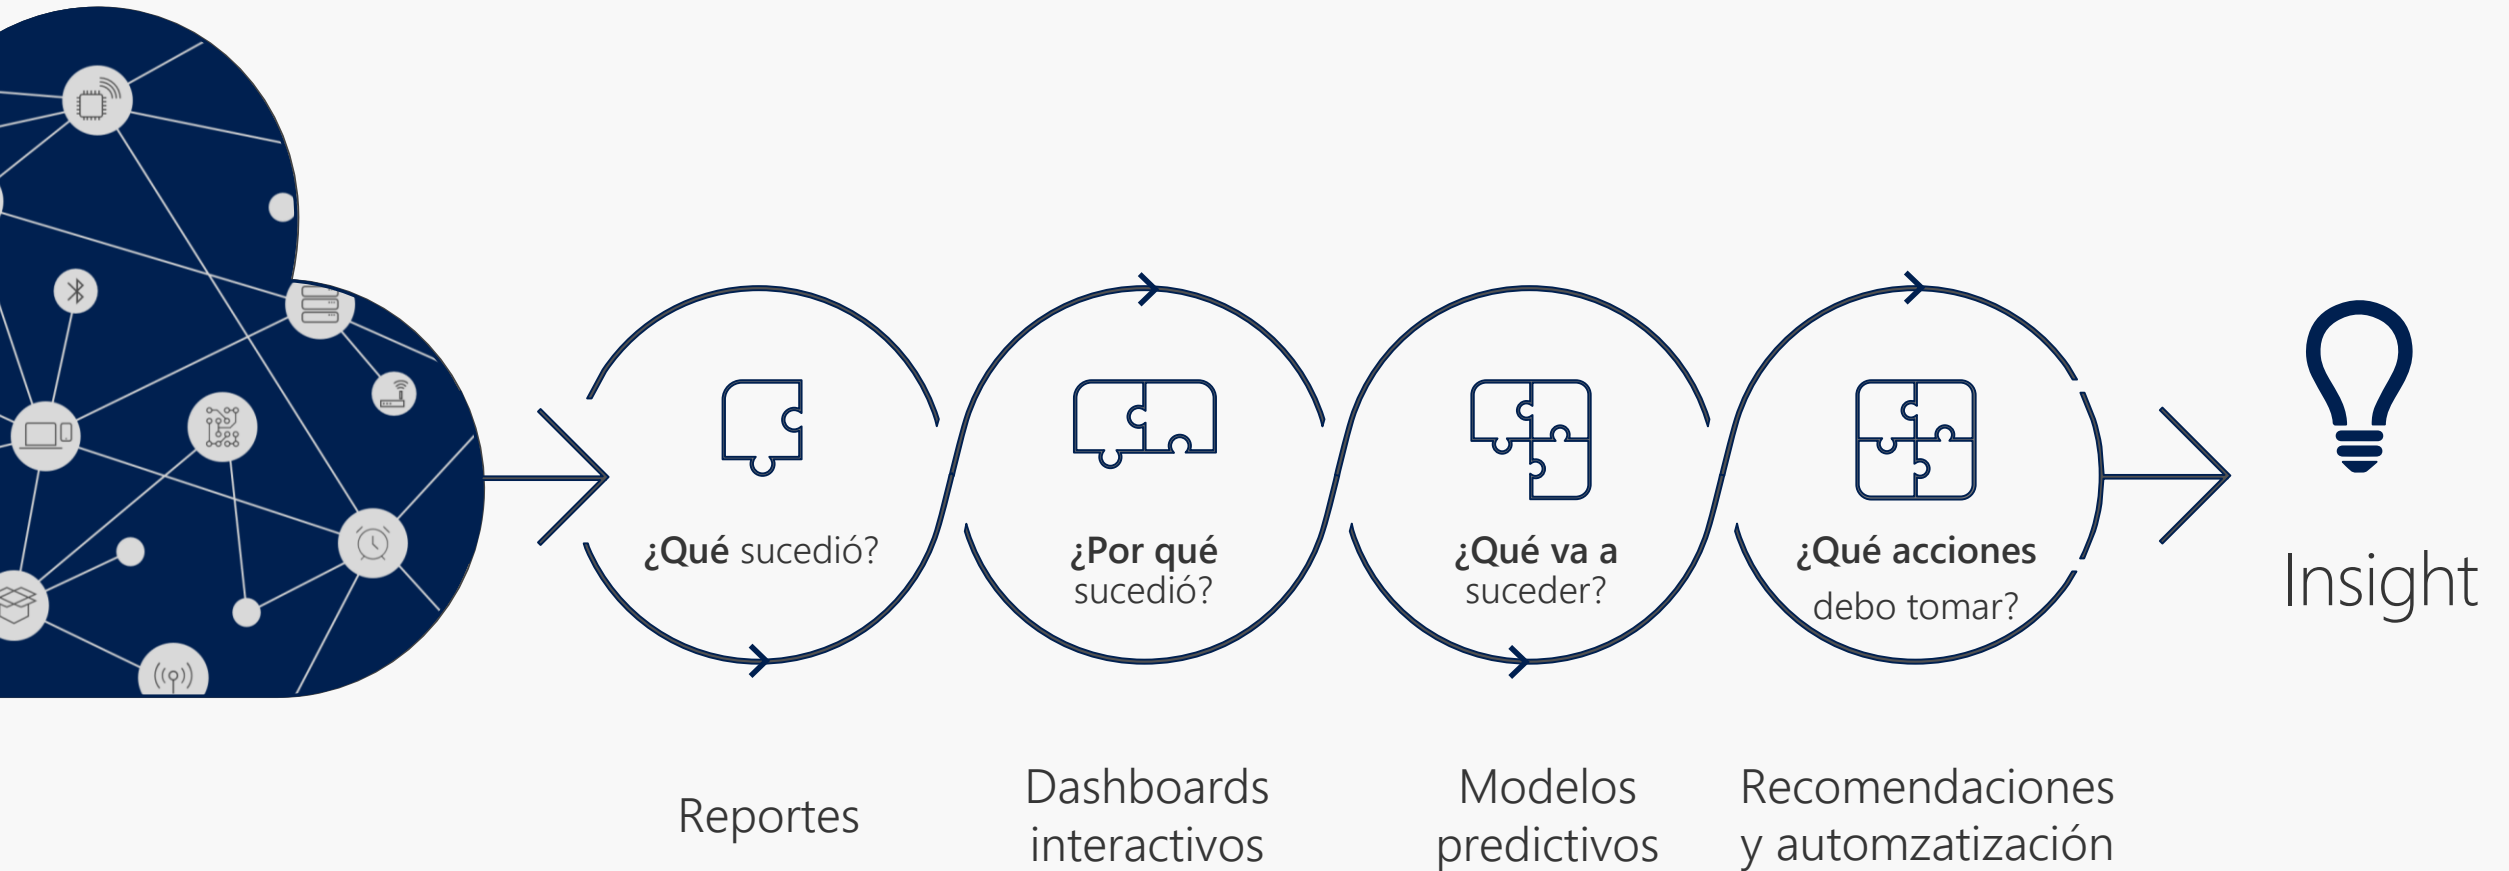 ¿Qué sucedió?
¿Por qué
sucedió?
¿Qué va a
suceder?
¿Qué acciones
debo tomar?
Insight
Reportes
Dashboards
interactivos
Modelos
predictivos
Recomendaciones
y automzatización